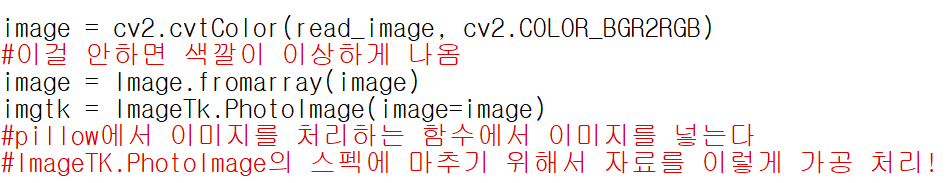 image = cv2.cvtColor(read_image, cv2.COLOR_BGR2RGB)
#이걸 안하면 색깔이 이상하게 나옴
image = Image.fromarray(image)
imgtk = ImageTk.PhotoImage(image=image)
#pillow에서 이미지를 처리하는 함수에서 이미지를 넣는다
#ImageTK.PhotoImage의 스펙에 마추기 위해서 자료를 이렇게 가공 처리!